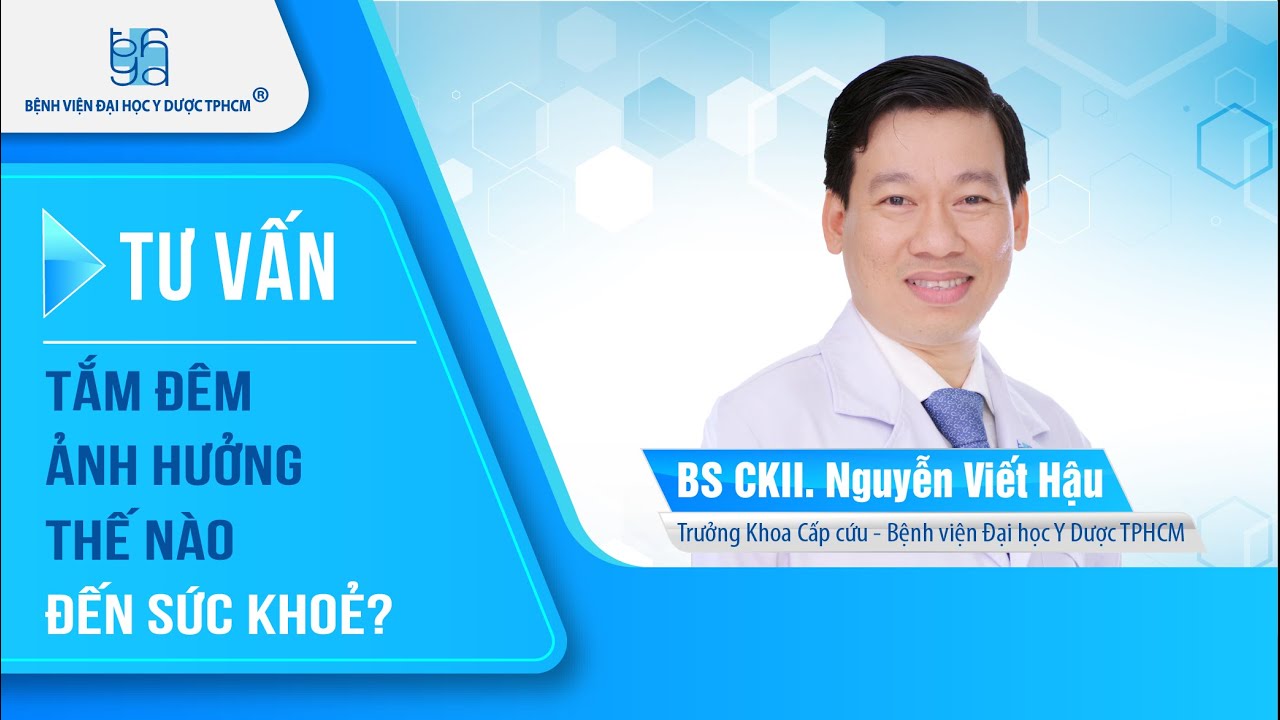 BỆNH VIỆN ĐẠI HỌC Y DƯỢC TPHCM®
TƯ VẤN
TẮM ĐÊM
ẢNH HƯỞNG
THẾ NÀO
ĐẾN SỨC KHOẺ?
BS CKII. Nguyễn Viết Hậu
Trưởng Khoa Cấp cứu - Bệnh viện Đại học Y Dược TPHCM